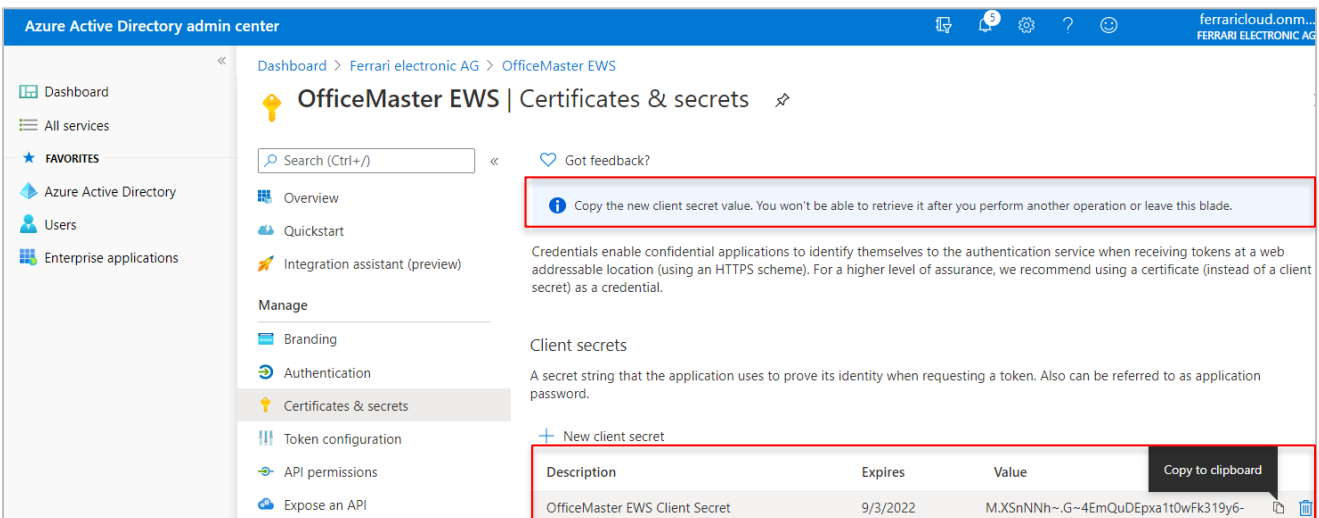 Azure Active Directory admin center
5
ferraricloud.onm...
FERRARI ELECTRONIC AG
Dashboard > Ferrari electronic AG > OfficeMaster EWS
OfficeMaster EWS | Certificates & secrets
Dashboard
All services
FAVORITES
Azure Active Directory
Users
Enterprise applications
Search (Ctrl+/)
Overview
Quickstart
Integration assistant (preview)
Manage
Branding
Authentication
Certificates & secrets
Token configuration
API permissions
Expose an API
Got feedback?
Copy the new client secret value. You won't be able to retrieve it after you perform another operation or leave this blade.
Credentials enable confidential applications to identify themselves to the authentication service when receiving tokens at a web
addressable location (using an HTTPS scheme). For a higher level of assurance, we recommend using a certificate (instead of a client
secret) as a credential.
Client secrets
A secret string that the application uses to prove its identity when requesting a token. Also can be referred to as application
password.
New client secret
Description Expires Value Copy to clipboard
OfficeMaster EWS Client Secret 9/3/2022 M.XSnNNh~.G~4EmQuDEpxa1t0wFk319y6-